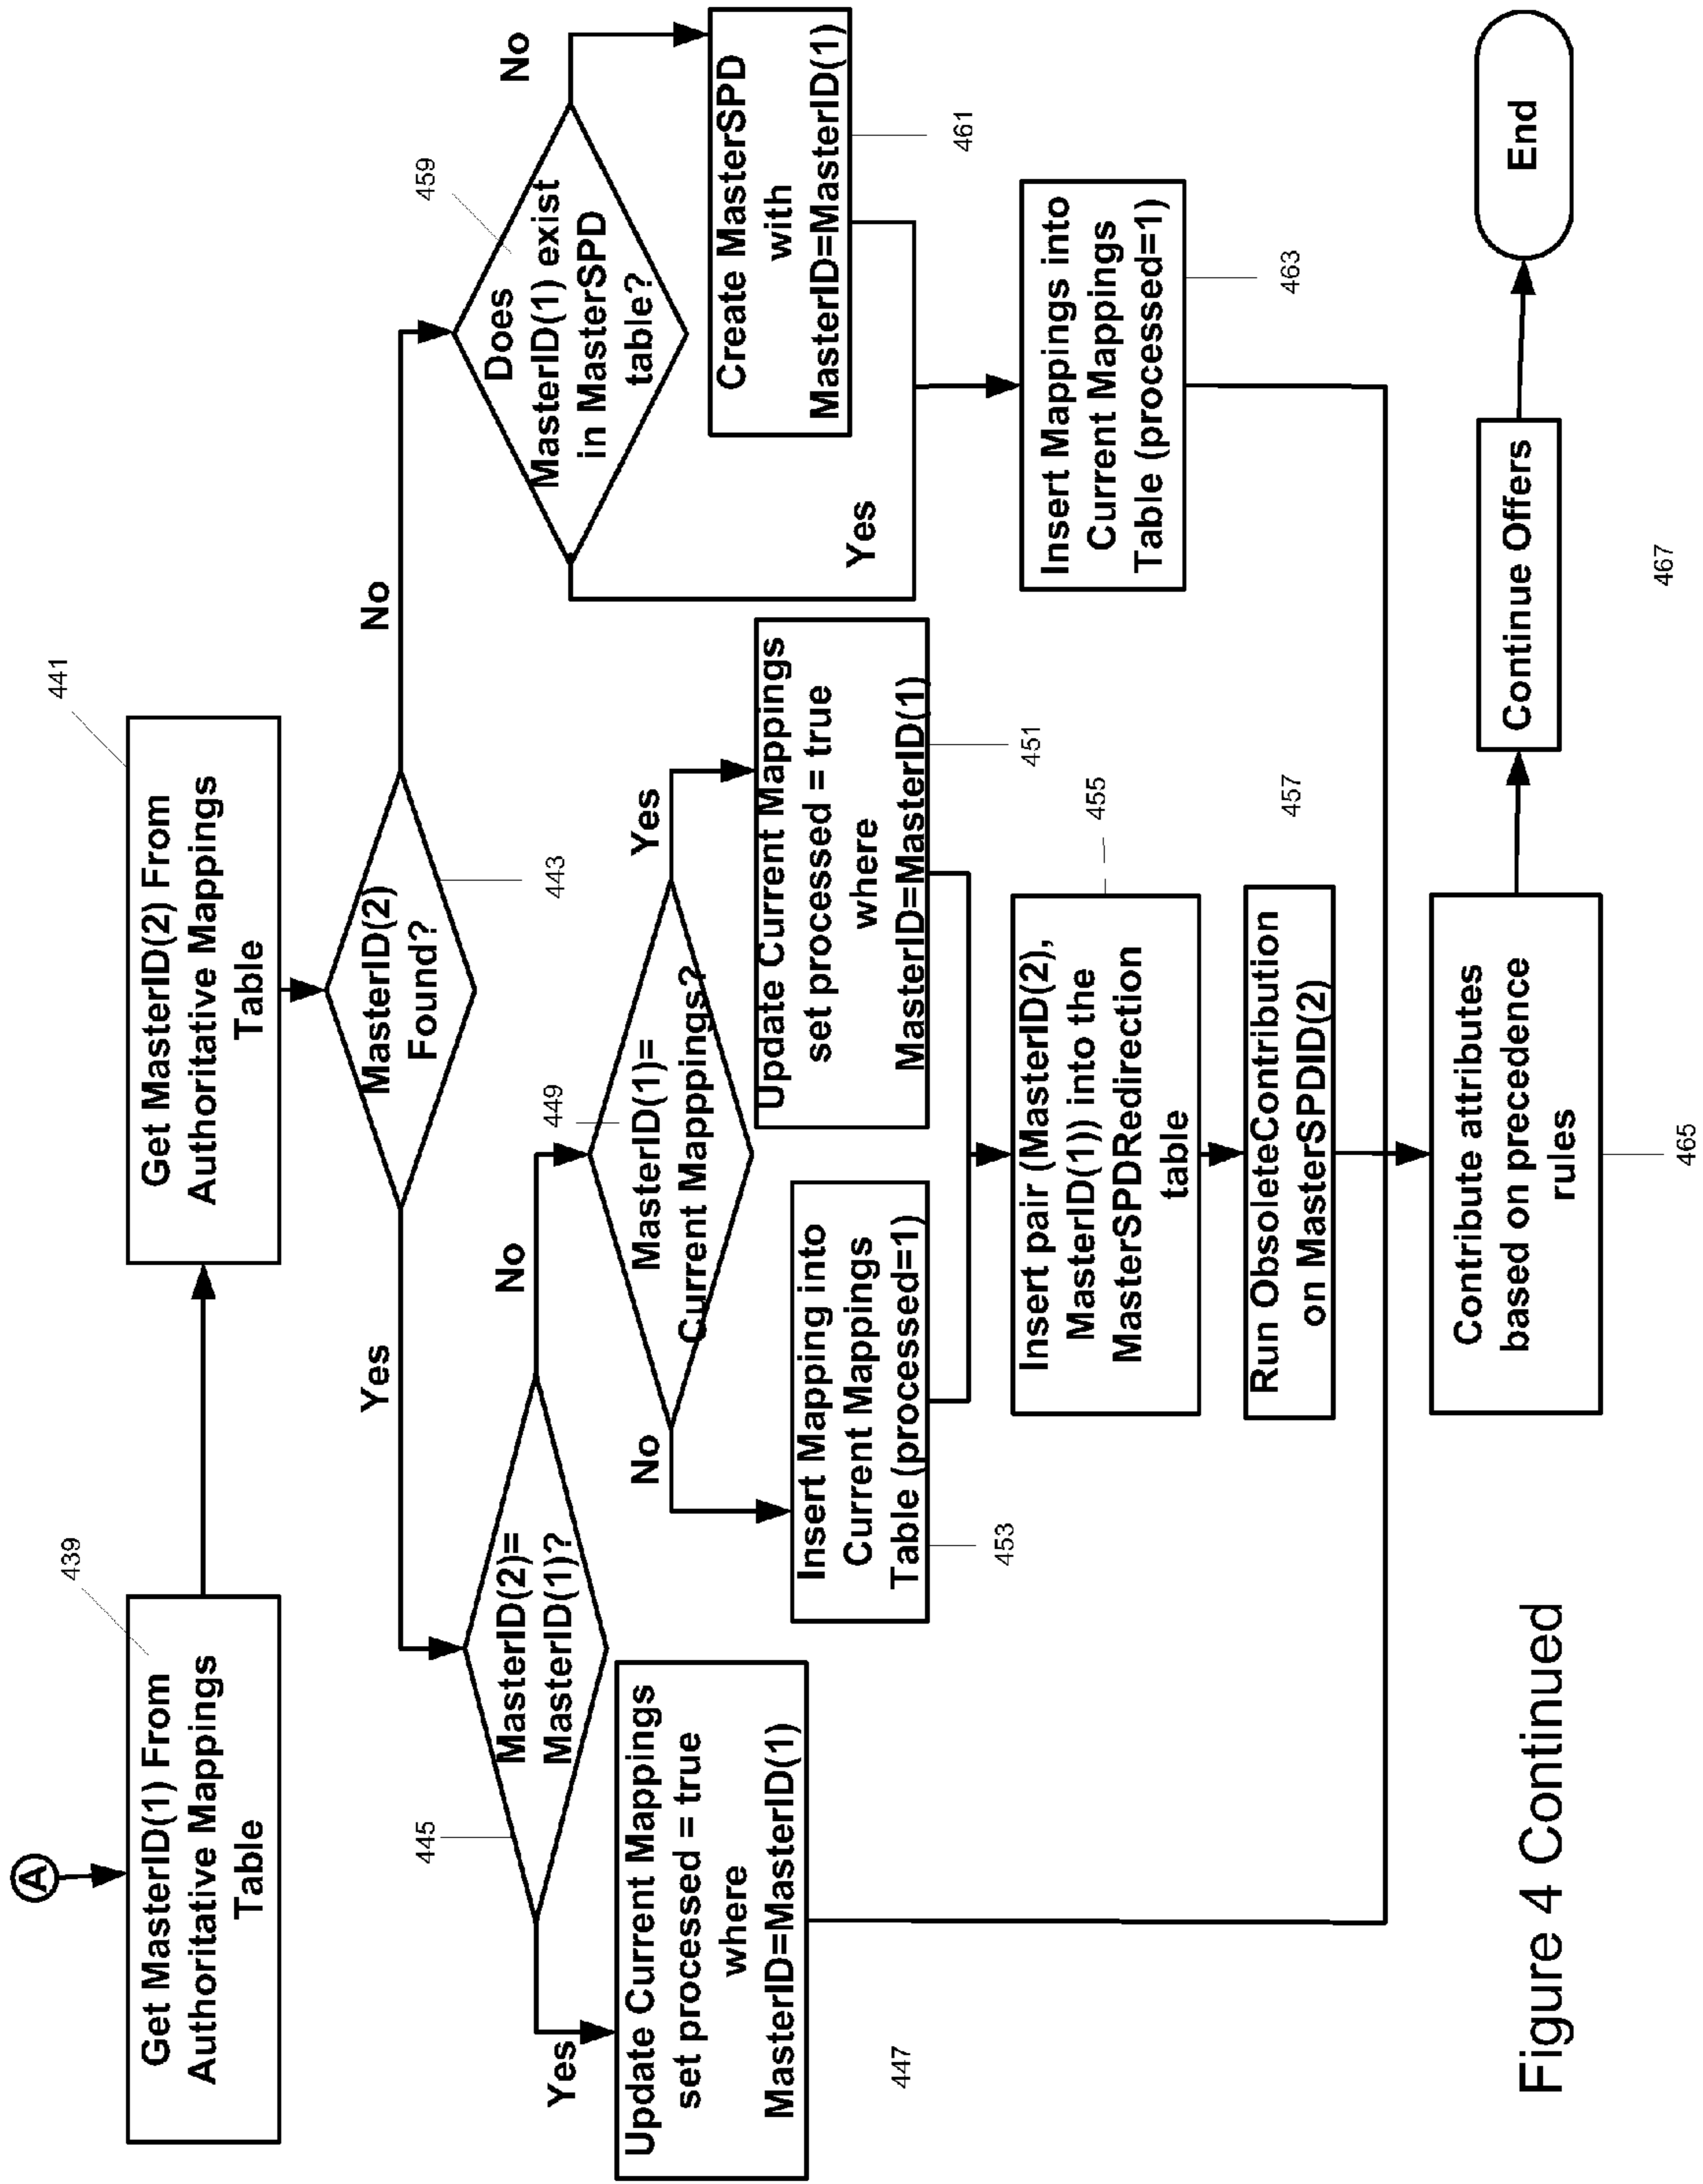 A
439
Get MasterID(1) From
Authoritative Mappings
Table
441
Get MasterID(2) From
Authoritative Mappings
Table
MasterID(2)
Found?
443
Yes
No
445
MasterID(2)=
MasterID(1)?
Yes
No
Update Current Mappings
set processed = true
where
MasterID=MasterID(1)
447
449
MasterID(1)=
Current Mapppings?
No
Yes
Insert Mapping into
Current Mappings
Table (processed=1)
453
Update Current Mappings
set processed = true
where
MasterID=MasterID(1)
451
Insert pair (MasterID(2),
MasterID(1)) into the
MasterSPDRedirection
table
455
Run ObsoleteContribution
on MasterSPDID(2)
457
459
Does
MasterID(1) exist
in MasterSPD
table?
No
Yes
Create MasterSPD
with
MasterID=MasterID(1)
461
Insert Mappings into
Current Mappings
Table (processed=1)
463
Contribute attributes
based on precedence
rules
465
Continue Offers
467
End
Figure 4 Continued